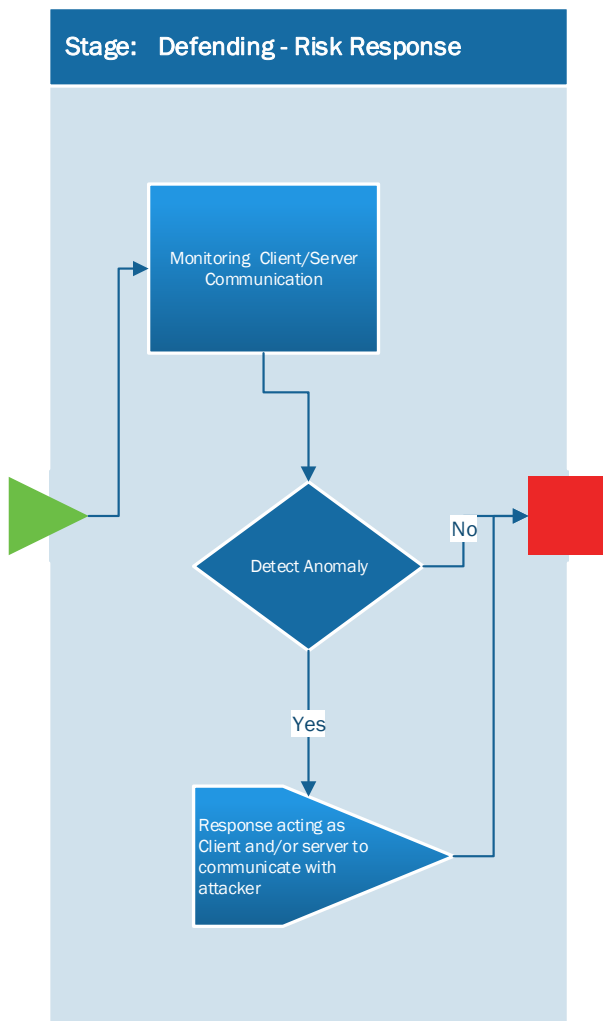 Stage: Defending - Risk Response
Monitoring Client/Server
Communication
Detect Anomaly
No
Yes
Response acting as
Client and/or server to
communicate with
attacker